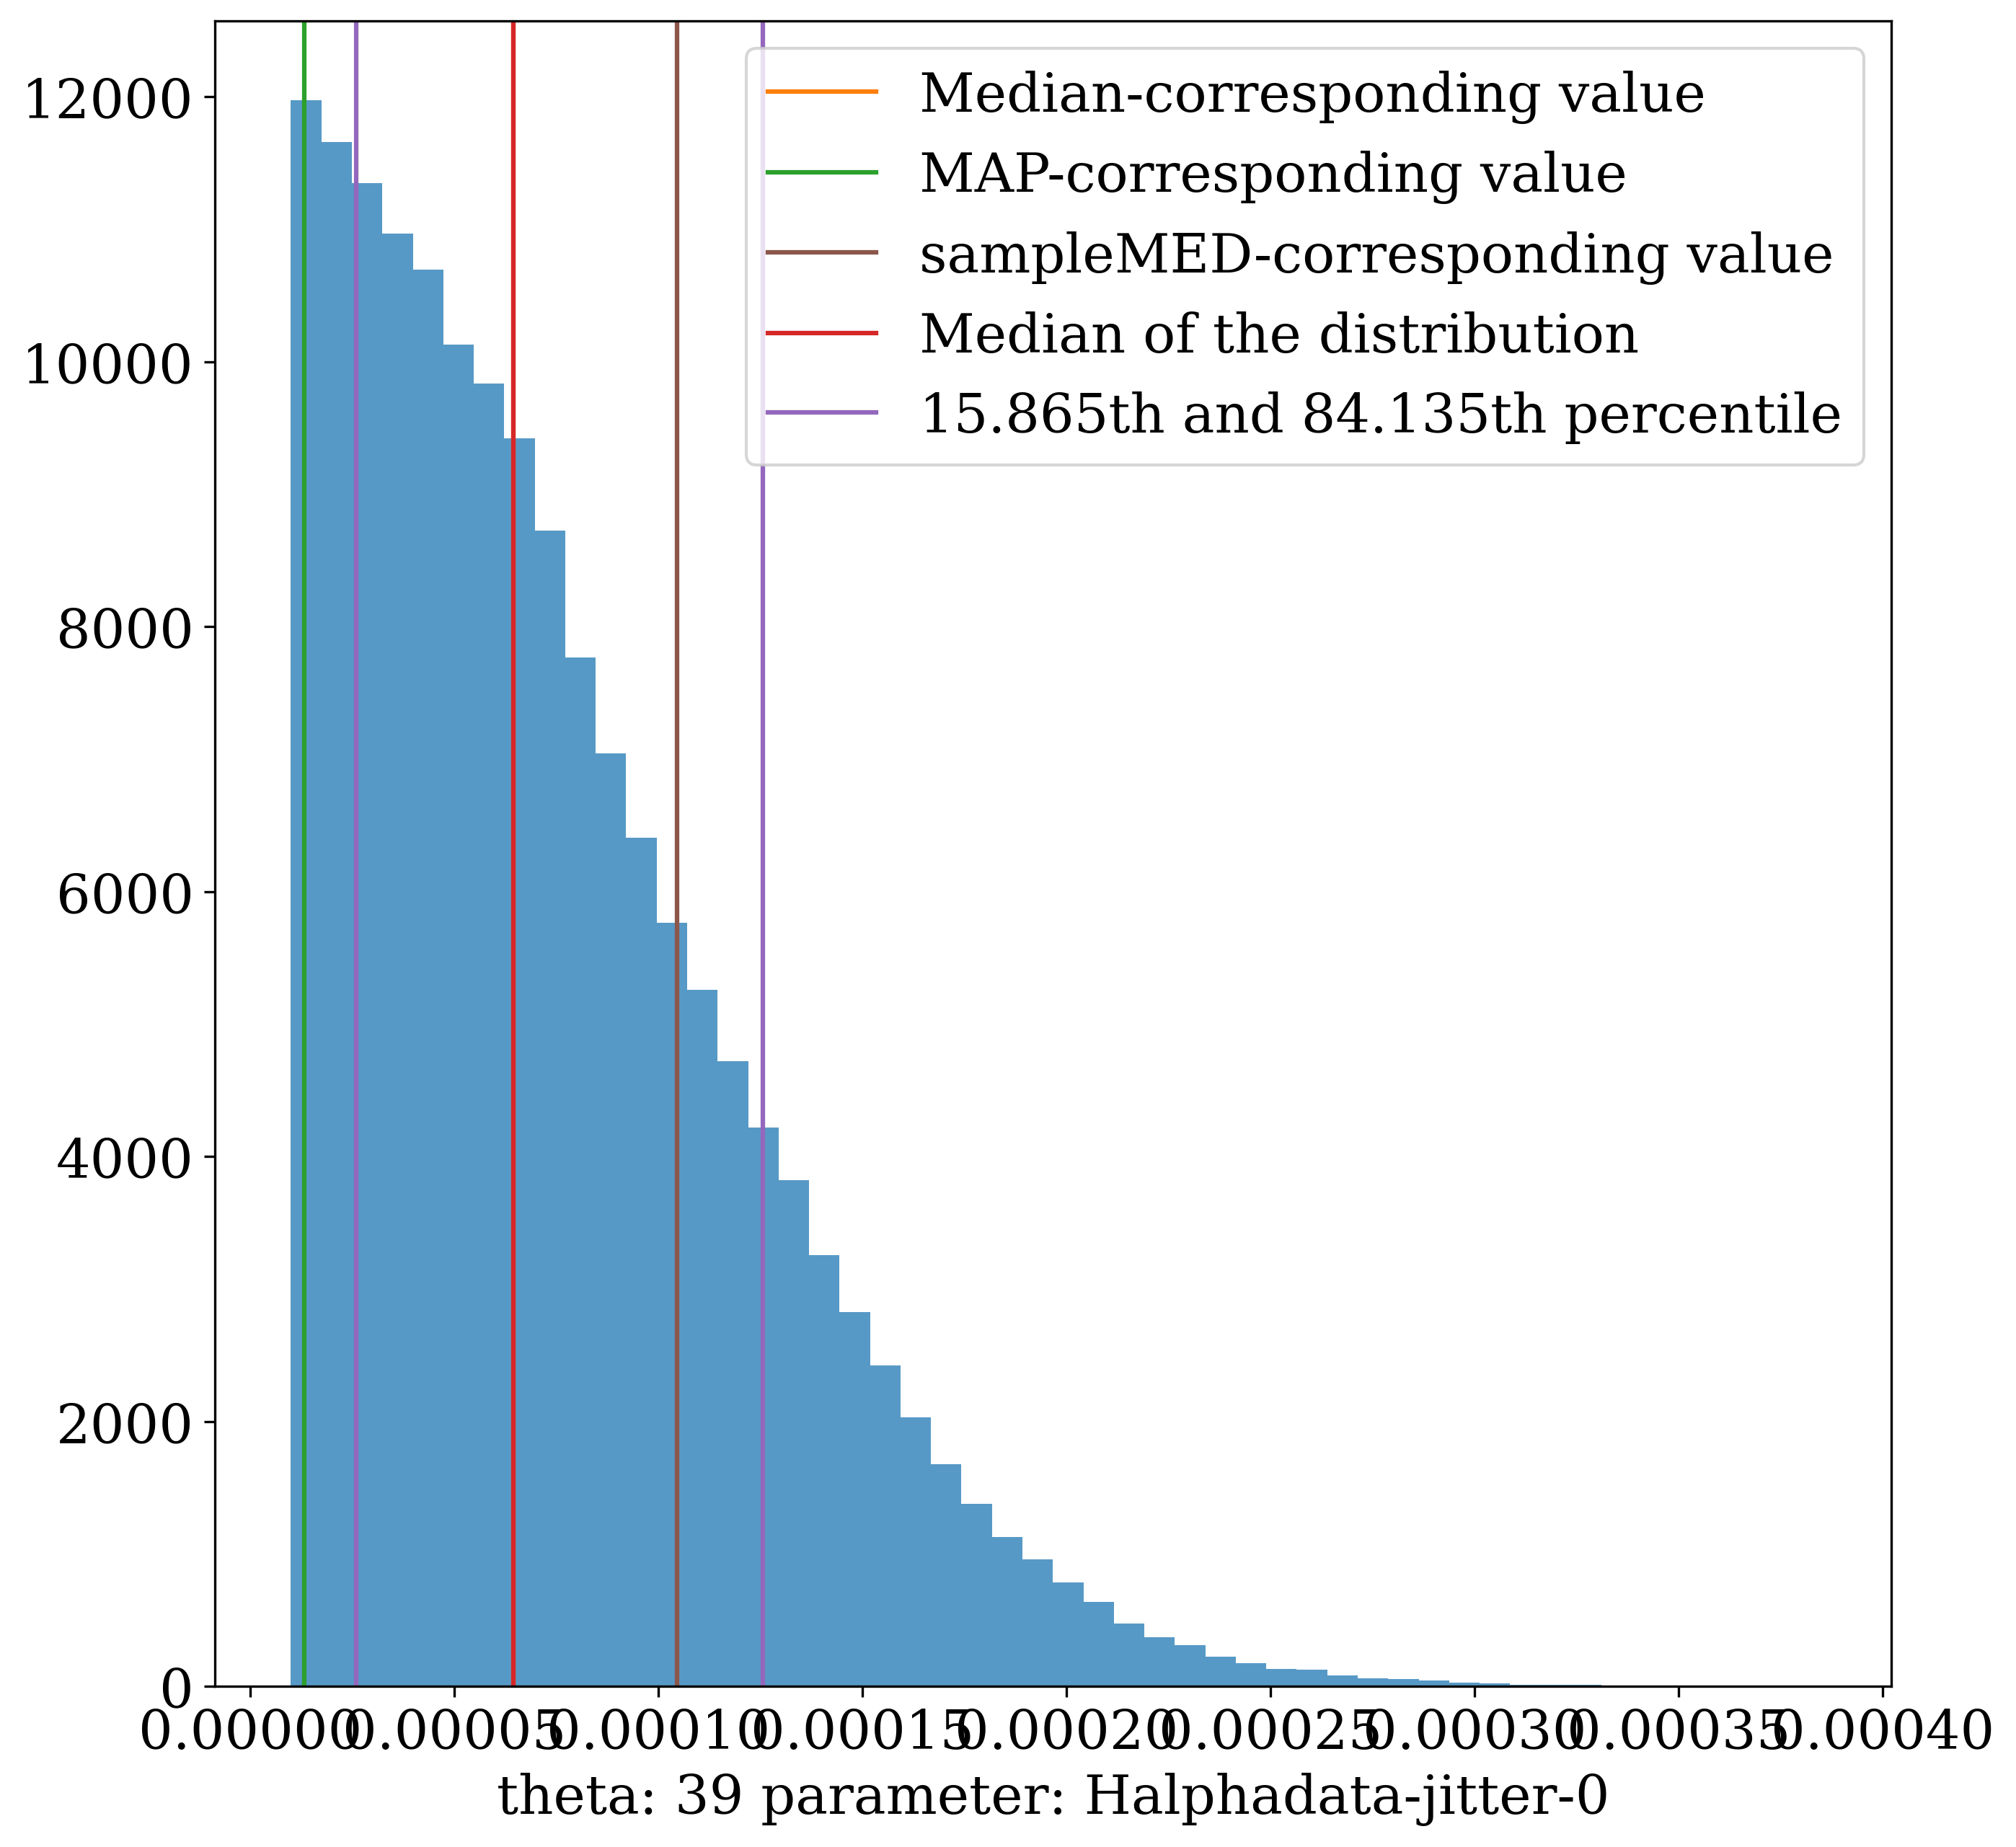 12000
10000
8000
6000
4000
2000
0
Median-corresponding value
MAP-corresponding value
sampleMED-corresponding value
Median of the distribution
15.865th and 84.135th percentile
0.00000 0.00005 0.00010 0.00015 0.00020 0.00025 0.00030 0.00035 0.00040
theta: 39 parameter: Halphadata-jitter-0